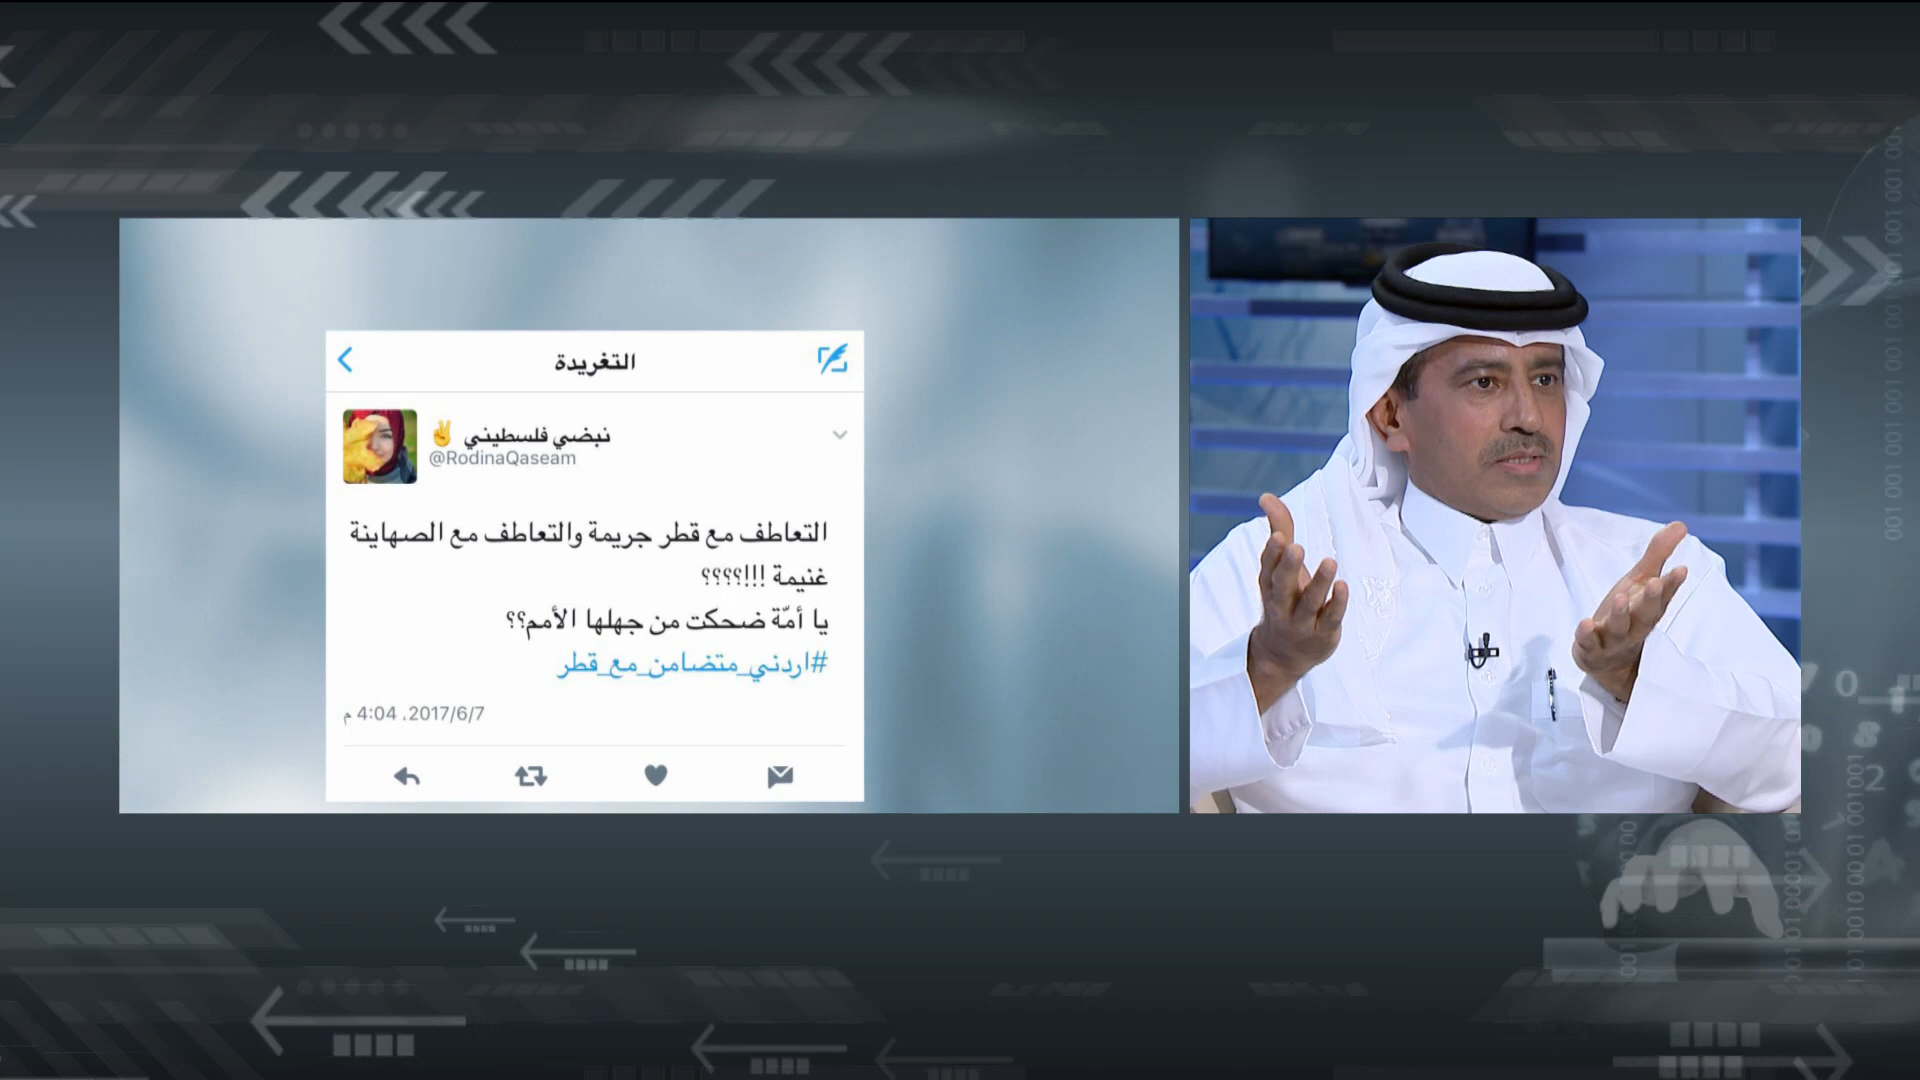 التغريدة
نبضي فلسطيني ✌
@RodinaQaseam
التعاطف مع قطر جريمة والتعاطف مع الصهاينة
غنيمة !!!؟؟؟؟
يا أمّة ضحكت من جهلها الأمم؟؟
#اردني_متضامن_مع_قطر
2017/6/7، 4:04 م